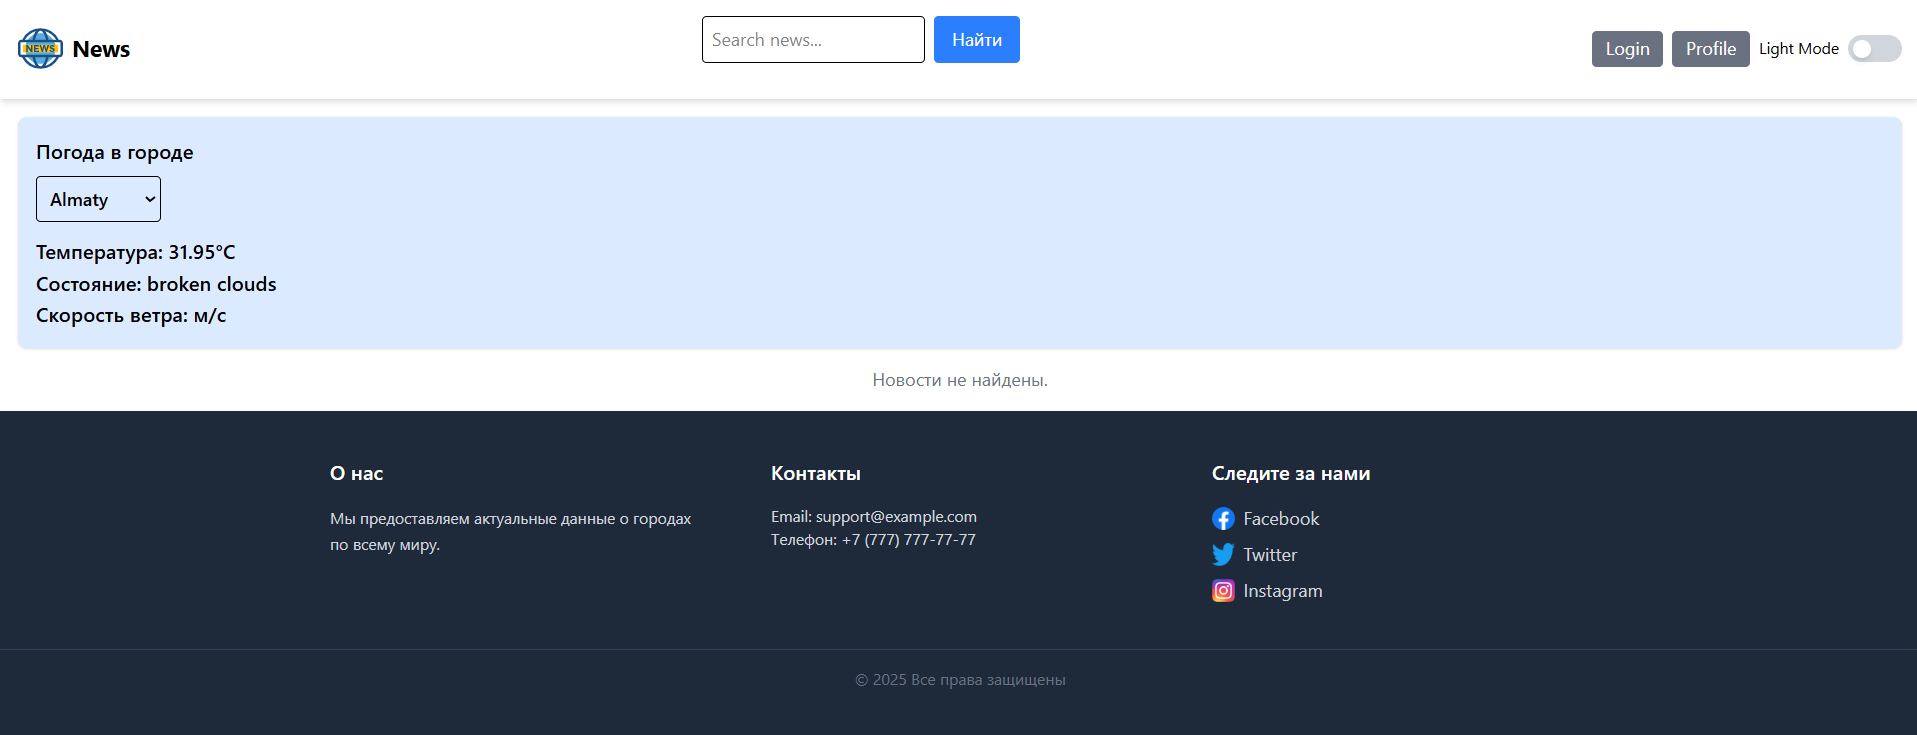 NEWS
News
Search news...
Найти
Login
Profile
Light Mode
Погода в городе
Almaty
Температура: 31.95°C
Состояние: broken clouds
Скорость ветра: м/с
Новости не найдены.
О нас
Мы предоставляем актуальные данные о городах
по всему миру.
Контакты
Email: support@example.com
Телефон: +7 (777) 777-77-77
Следите за нами
Facebook
Twitter
Instagram
© 2025 Все права защищены